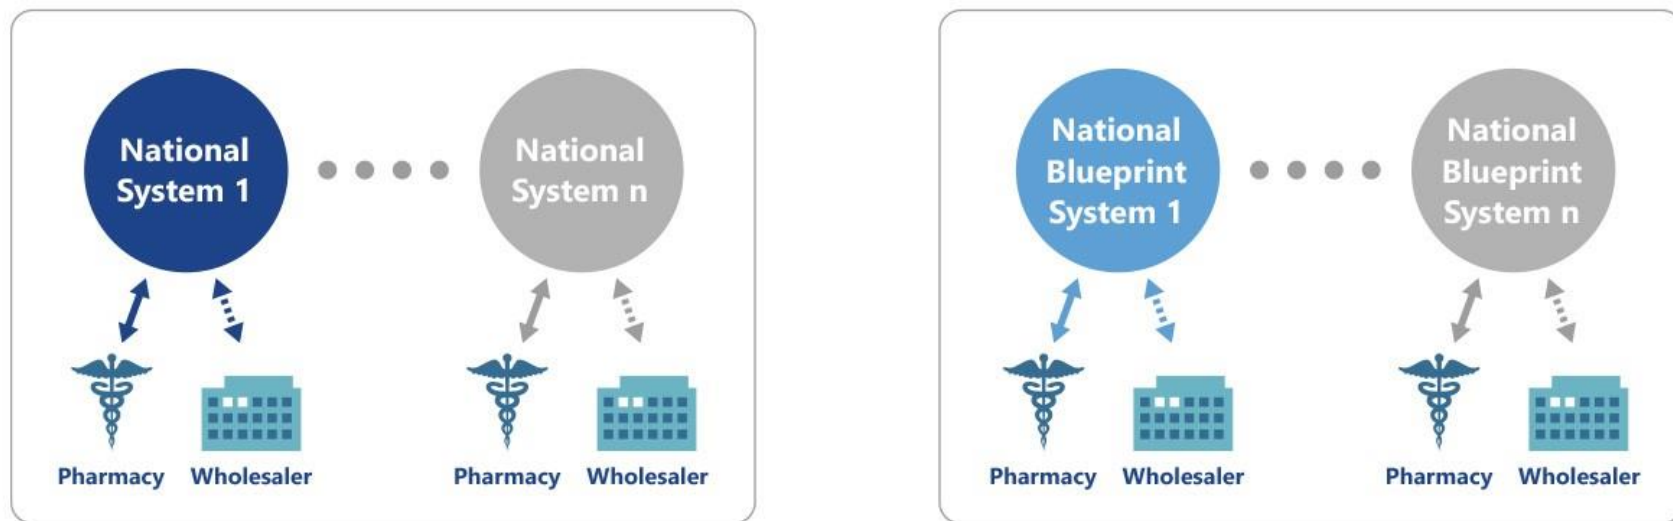 National
System 1
National
System n
Pharmacy
Wholesaler
Pharmacy
Wholesaler
National
Blueprint
System 1
National
Blueprint
System n
Pharmacy
Wholesaler
Pharmacy
Wholesaler